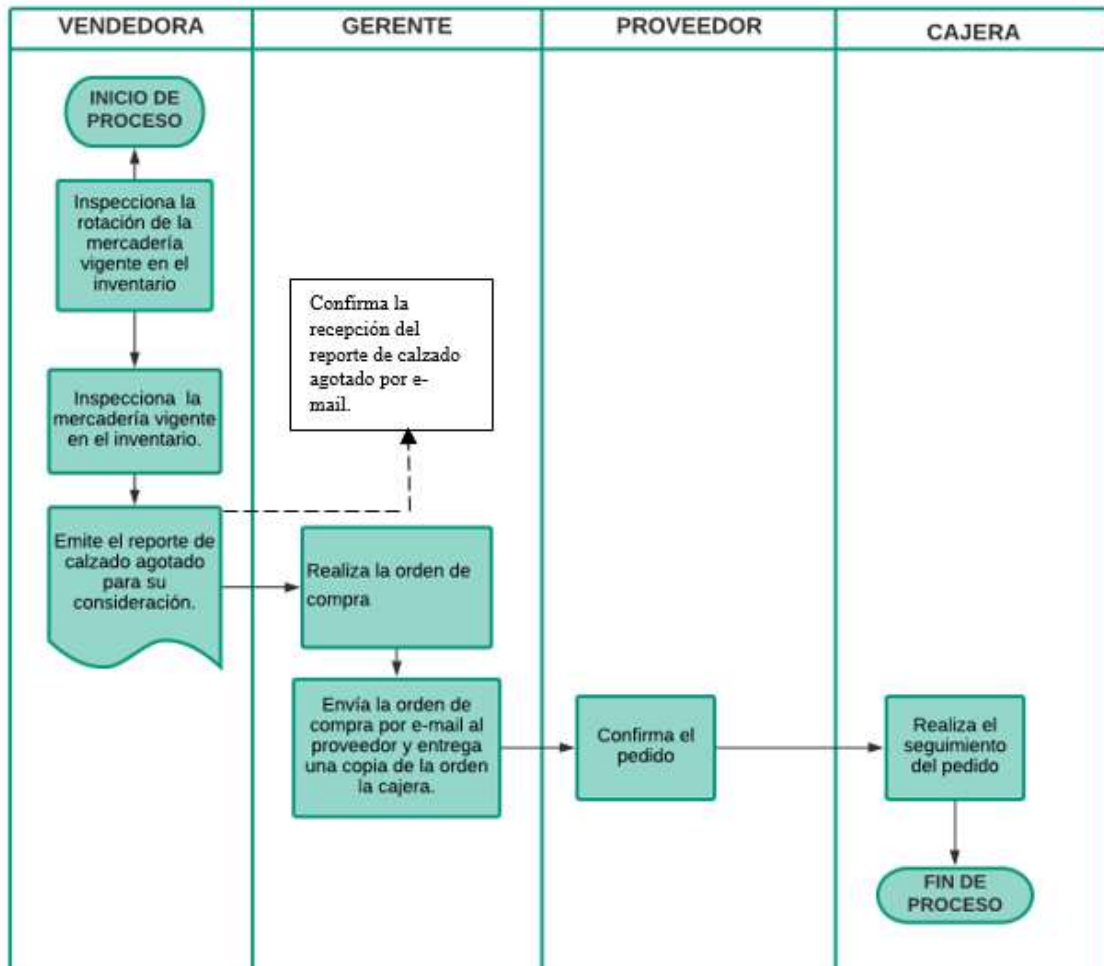 VENDEDORA
GERENTE
PROVEEDOR
CAJERA
INICIO DE
PROCESO
Inspecciona la
rotación de la
mercadería
vigente en el
inventario
Inspecciona la
mercadería vigente
en el inventario.
Emite el reporte de
calzado agotado
para su
consideración.
Confirma la
recepción del
reporte de calzado
agotado por e-
mail.
Realiza la orden de
compra
Envía la orden de
compra por e-mail al
proveedor y entrega
una copia de la orden
la cajera.
Confirma el
pedido
Realiza el
seguimiento
del pedido
FIN DE
PROCESO